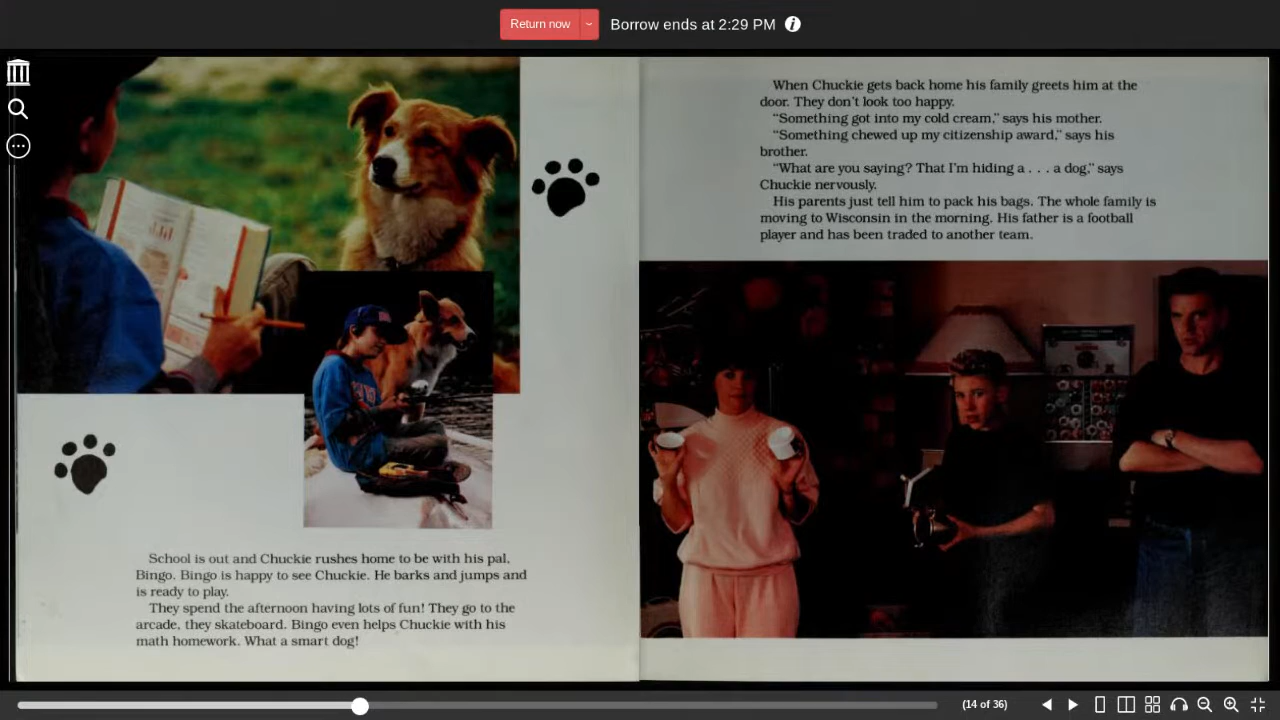 Return now
Borrow ends at 2:29 PM
School is out and Chuckie rushes home to be with his pal,
Bingo. Bingo is happy to see Chuckie. He barks and jumps and
is ready to play.
They spend the afternoon having lots of fun! They go to the
arcade, they skateboard. Bingo even helps Chuckie with his
math homework. What a smart dog!
When Chuckie gets back home his family greets him at the
door. They don't look too happy.
“Something got into my cold cream,” says his mother.
“Something chewed up my citizenship award,” says his
brother.
“What are you saying? That I'm hiding a . . . a dog,” says
Chuckie nervously.
His parents just tell him to pack his bags. The whole family is
moving to Wisconsin in the morning. His father is a football
player and has been traded to another team.
(14 of 36)